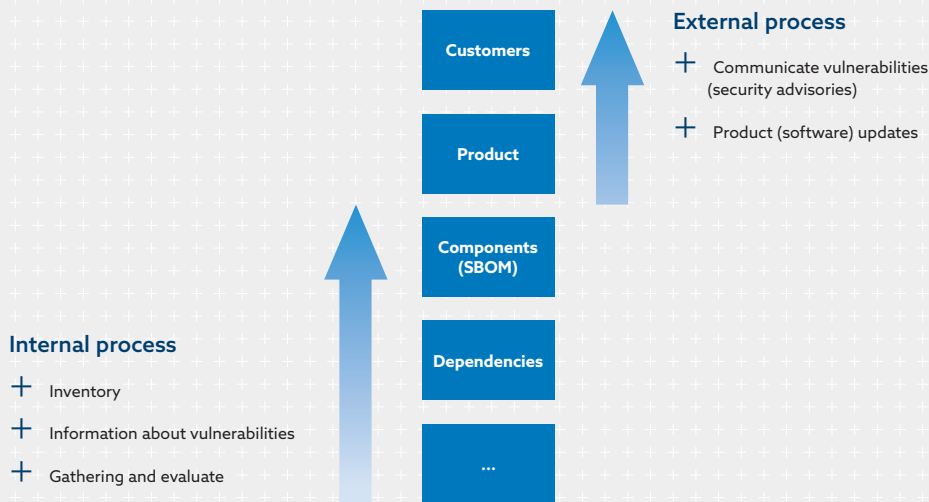 Customers
Product
Components
(SBOM)
Dependencies
...
External process
+ Communicate vulnerabilities
(security advisories)
+ Product (software) updates
Internal process
+ Inventory
+ Information about vulnerabilities
+ Gathering and evaluate